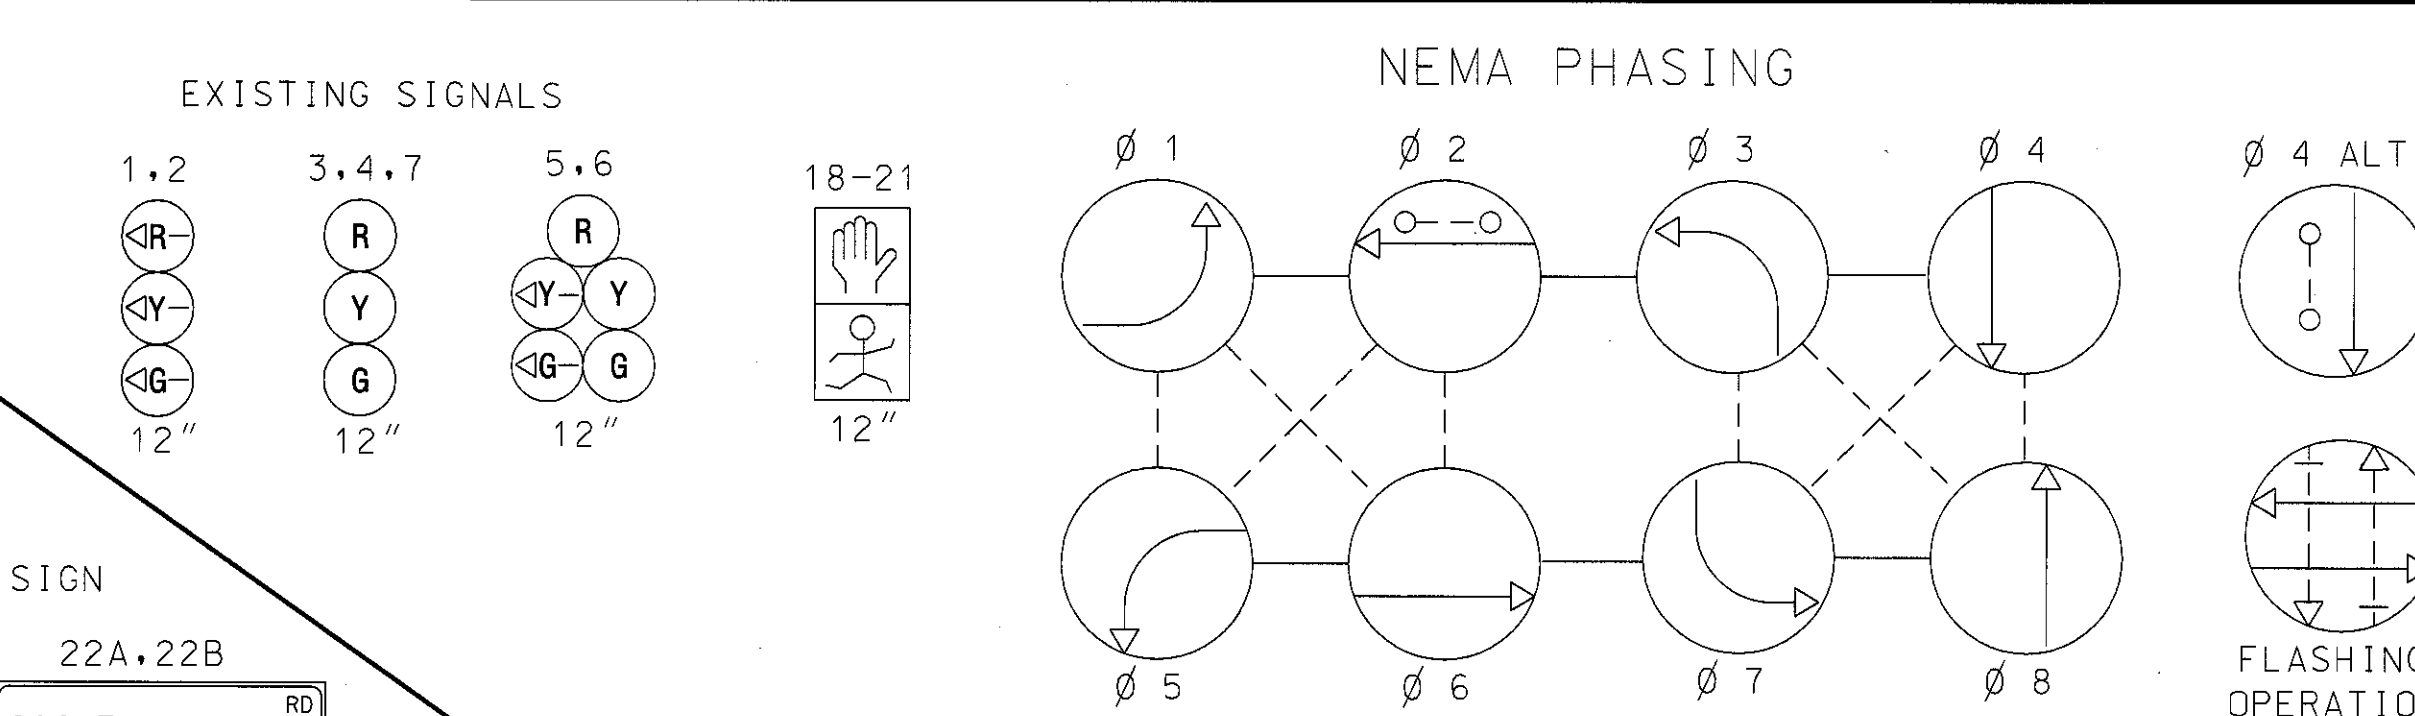 NEMA PHASING
EXISTING SIGNALS
1,2
3,4,7
5,6
18-21
R
Y
G
12"
R
Y
G
12"
R
Y Y
G G
12"
12"
Ø 1
Ø 2
Ø 3
Ø 4
Ø 4 ALT
Ø 5
Ø 6
Ø 7
Ø 8
FLASHING
OPERATIO
SIGN
22A,22B
RD